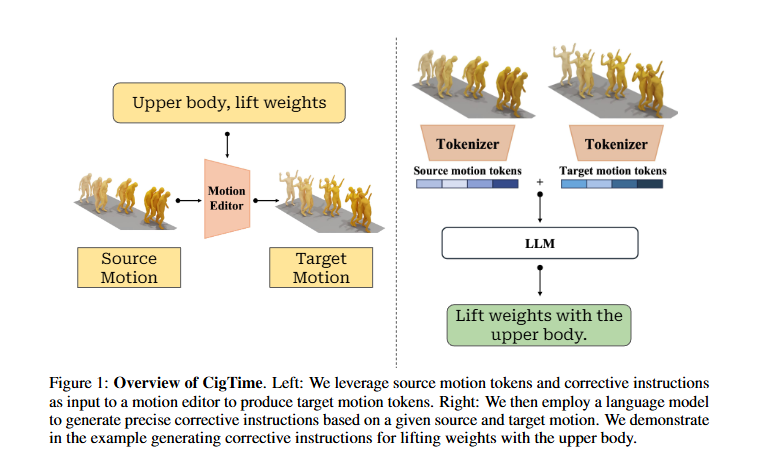 Upper body, lift weights
Motion
Editor
Source
Motion
Target
Motion
Tokenizer
Tokenizer
Source motion tokens
+
Target motion tokens
LLM
Lift weights with the
upper body.
Figure 1: Overview of CigTime. Left: We leverage source motion tokens and corrective instructions
as input to a motion editor to produce target motion tokens. Right: We then employ a language model
to generate precise corrective instructions based on a given source and target motion. We demonstrate
in the example generating corrective instructions for lifting weights with the upper body.